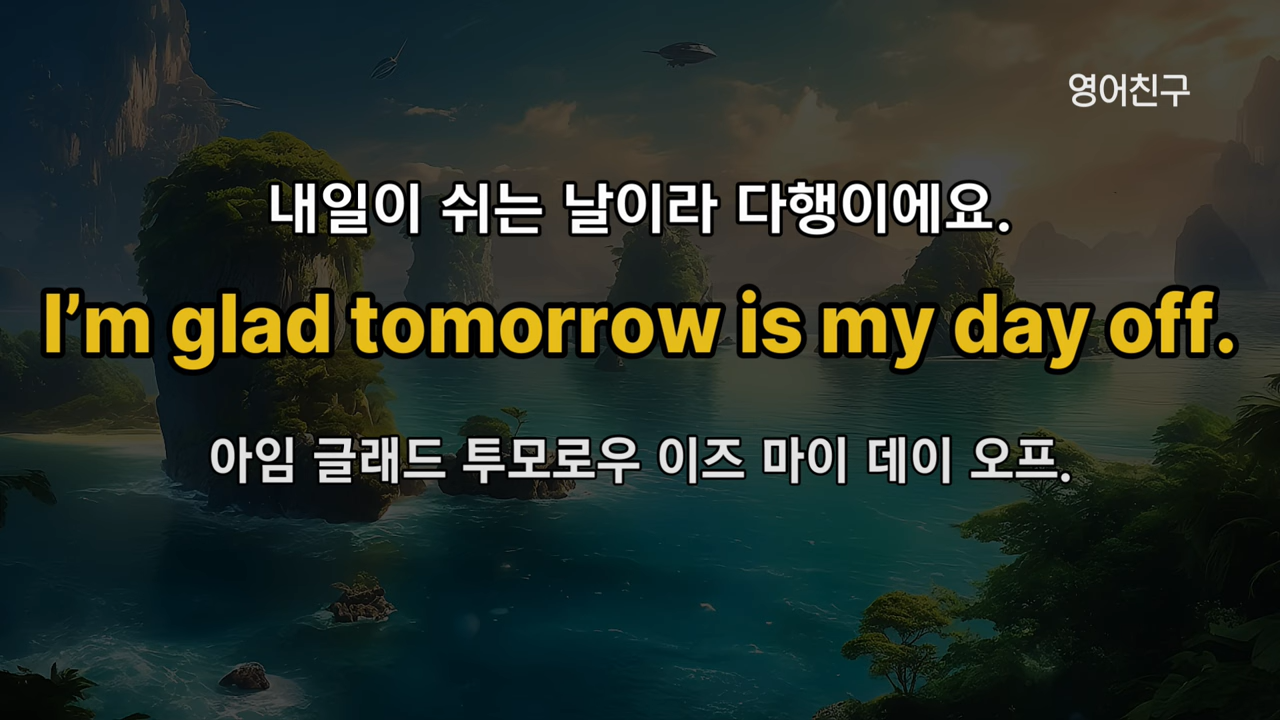 영어친구
내일이 쉬는 날이라 다행이에요.
I’m glad tomorrow is my day off.
아임 글래드 투모로우 이즈 마이 데이 오프.